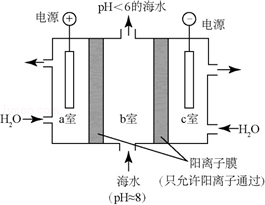 pH<6的海水
电源
+
−
电源
H₂O
a室
b室
c室
H₂O
阳离子膜
(只允许阳离子通过)
海水
(pH≈8)